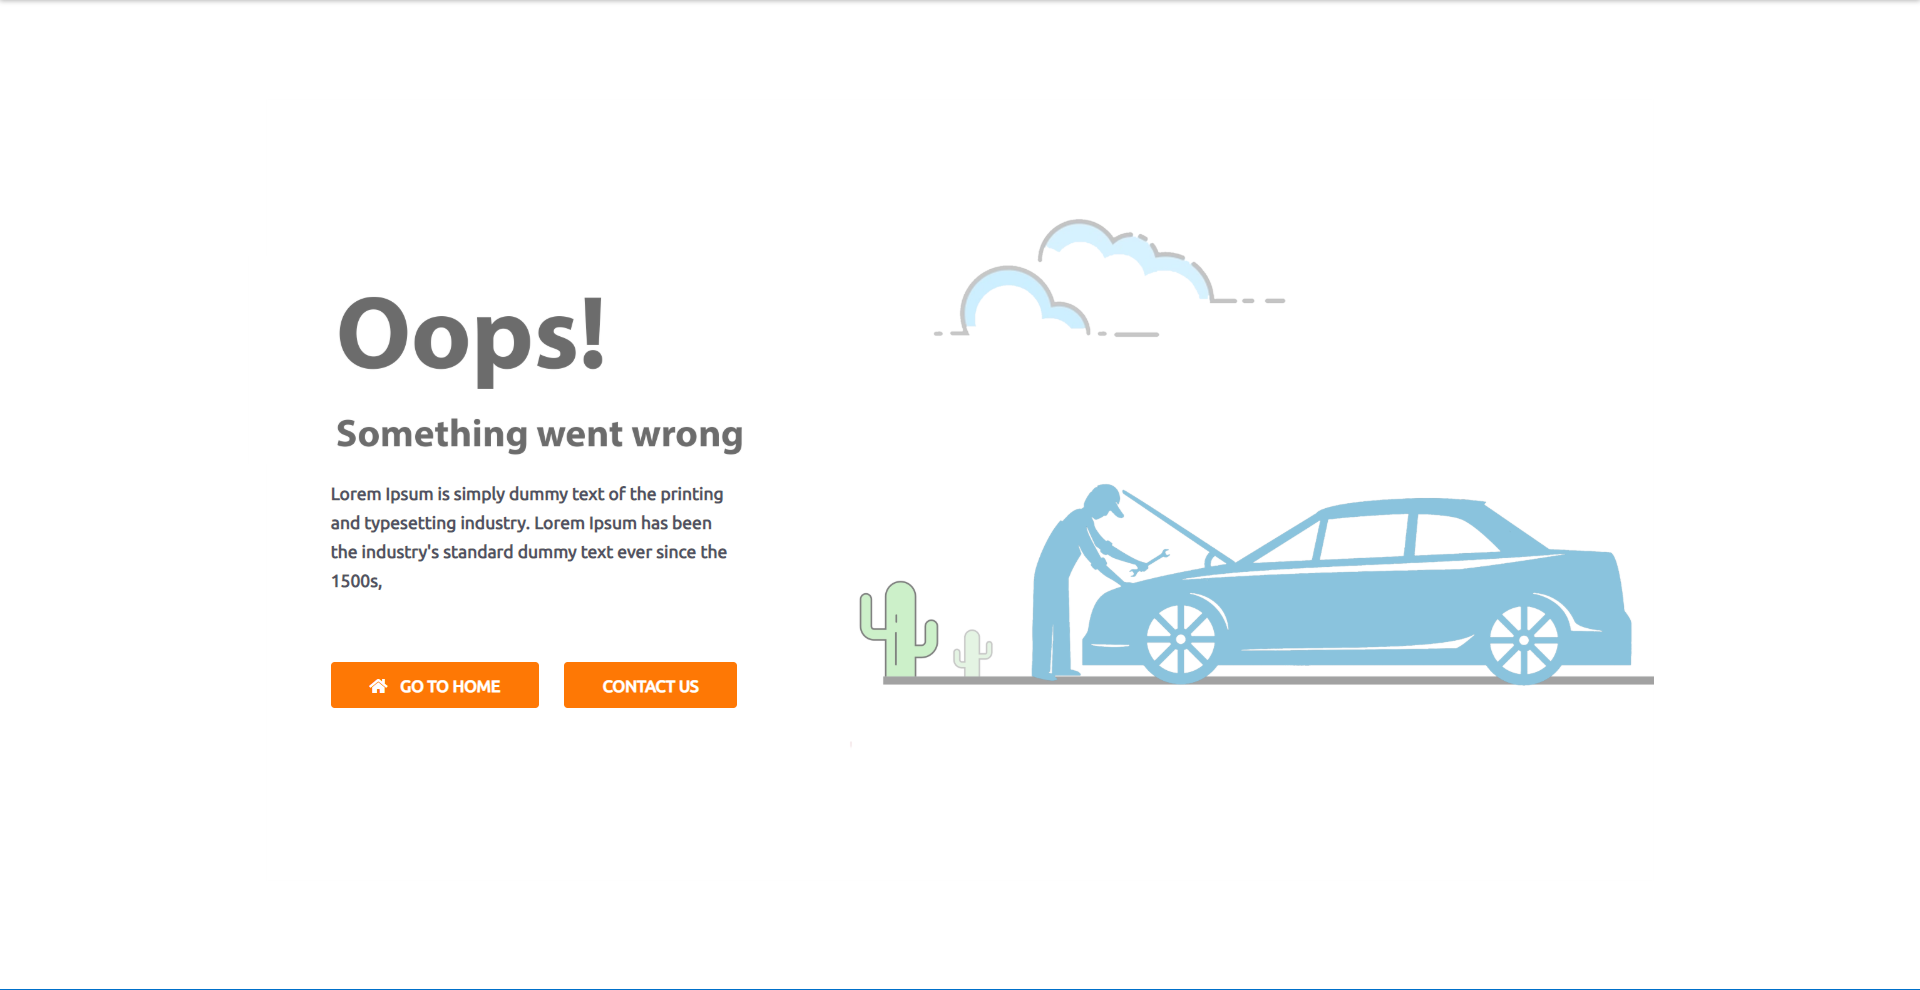 Oops!
Something went wrong
Lorem Ipsum is simply dummy text of the printing
and typesetting industry. Lorem Ipsum has been
the industry's standard dummy text ever since the
1500s,
GO TO HOME
CONTACT US